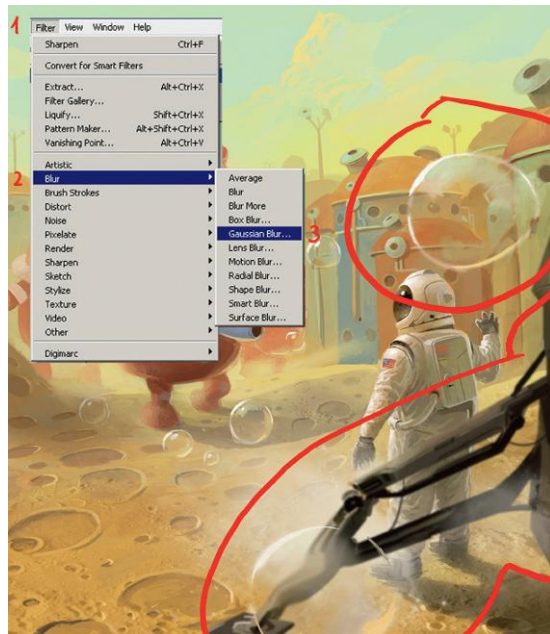 1
Filter View Window Help
Sharpen Ctrl+F
Convert for Smart Filters
Extract... Alt+Ctrl+X
Filter Gallery...
Liquify... Shift+Ctrl+X
Pattern Maker... Alt+Shift+Ctrl+X
Vanishing Point... Alt+Ctrl+V
Artistic
2 Blur
Brush Strokes
Distort
Noise
Pixelate
Render
Sharpen
Sketch
Stylize
Texture
Video
Other
Digimarc
Average
Blur
Blur More
Box Blur...
Gaussian Blur... 3
Lens Blur...
Motion Blur...
Radial Blur...
Shape Blur...
Smart Blur...
Surface Blur...